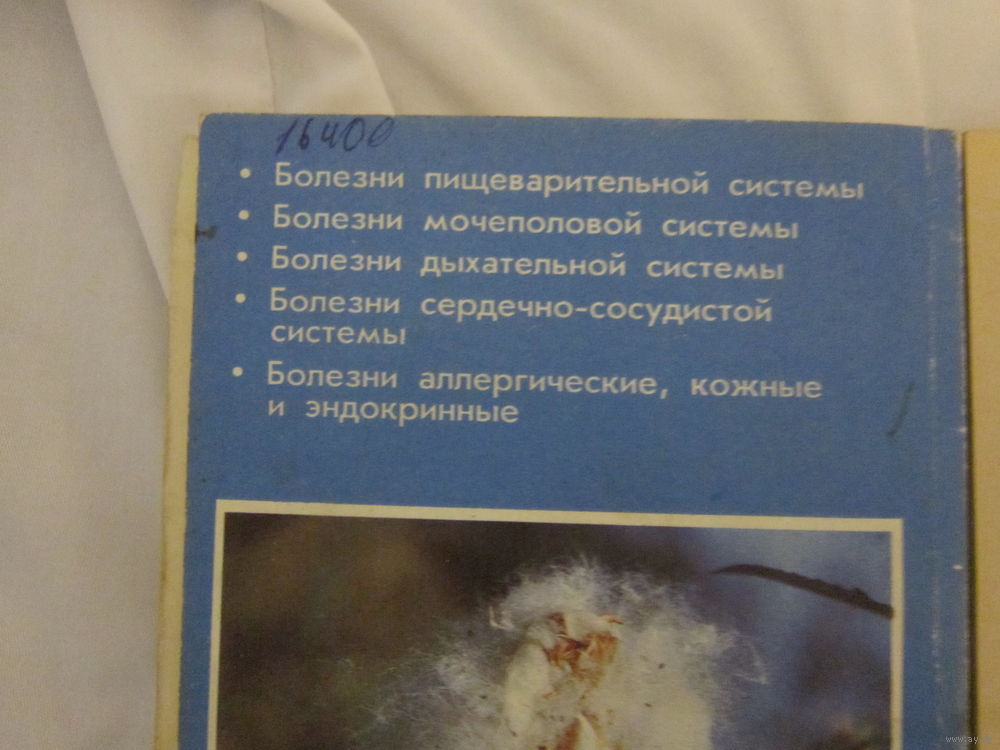 16400
• Болезни пищеварительной системы
• Болезни мочеполовой системы
• Болезни дыхательной системы
• Болезни сердечно-сосудистой
системы
• Болезни аллергические, кожные
и эндокринные